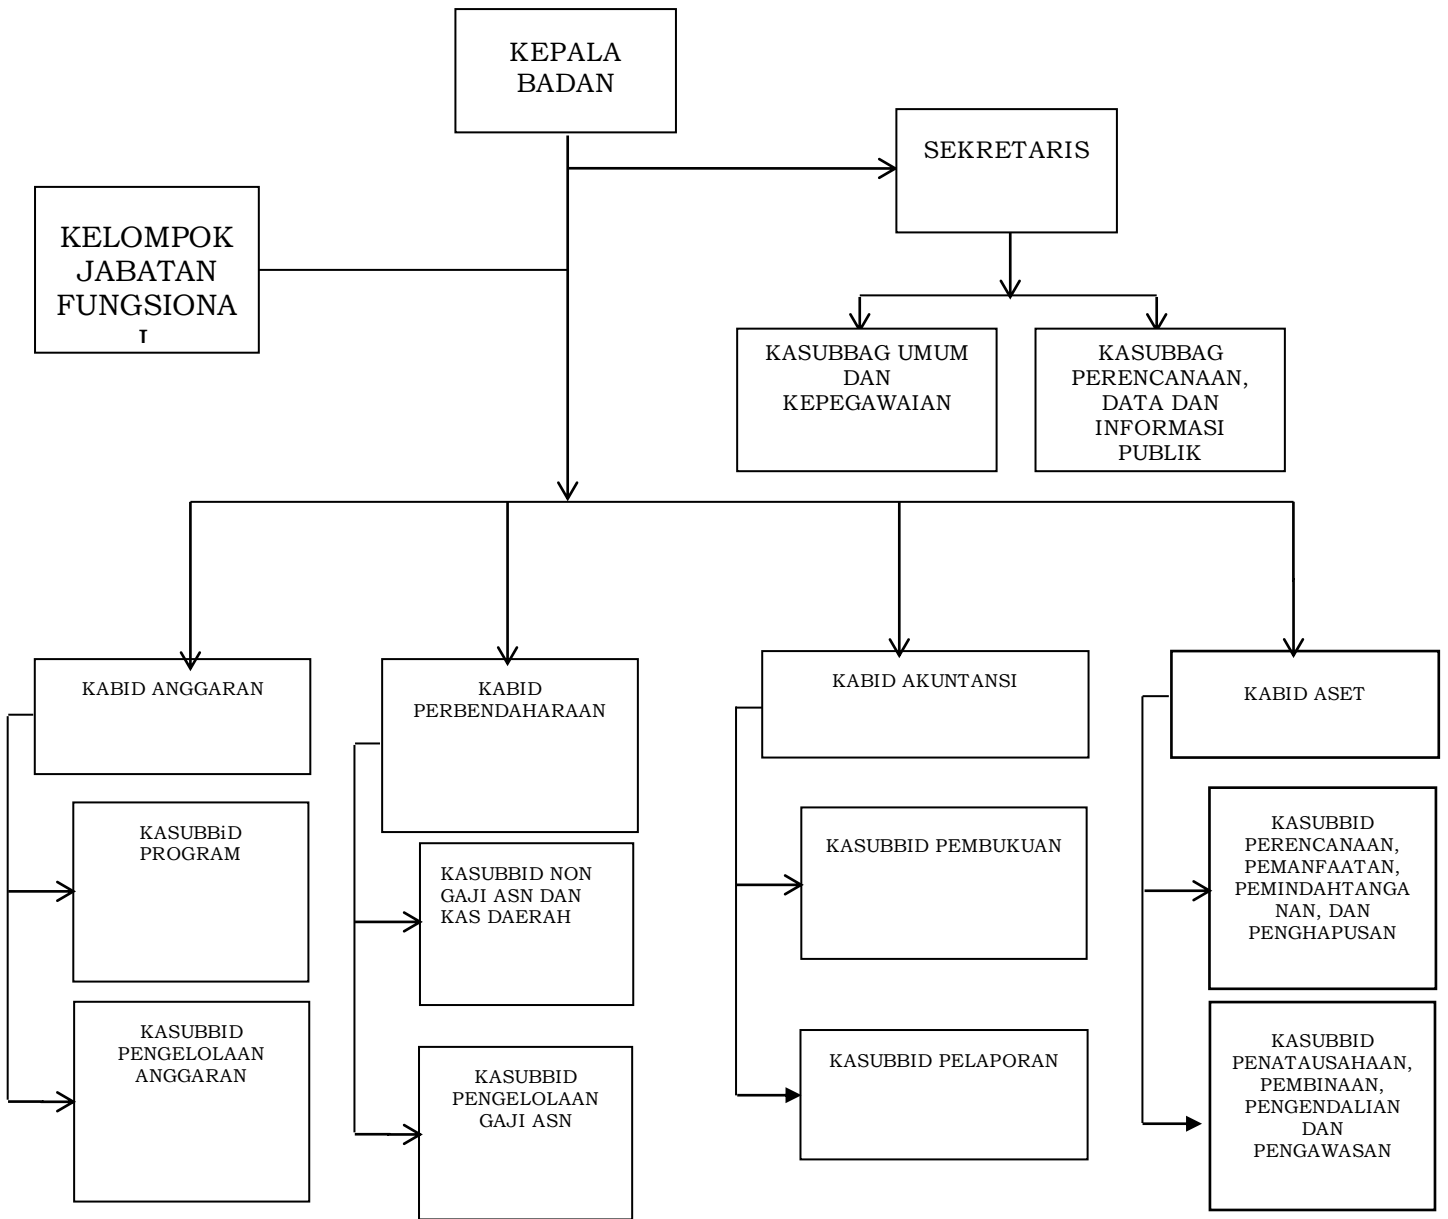 KEPALA
BADAN
SEKRETARIS
KELOMPOK
JABATAN
FUNGSIONA
KASUBBAG UMUM
DAN
KEPEGAWAIAN
KASUBBAG
PERENCANAAN,
DATA DAN
INFORMASI
PUBLIK
KABID ANGGARAN
KABID
PERBENDAHARAAN
KABID AKUNTANSI
KABID ASET
KASUBBiD
PROGRAM
KASUBBID NON
GAJI ASN DAN
KAS DAERAH
KASUBBID PEMBUKUAN
KASUBBID
PERENCANAAN,
PEMANFAATAN,
PEMINDAHTANGA
NAN, DAN
PENGHAPUSAN
KASUBBID
PENGELOLAAN
ANGGARAN
KASUBBID
PENGELOLAAN
GAJI ASN
KASUBBID PELAPORAN
KASUBBID
PENATAUSAHAAN,
PEMBINAAN,
PENGENDALIAN
DAN
PENGAWASAN